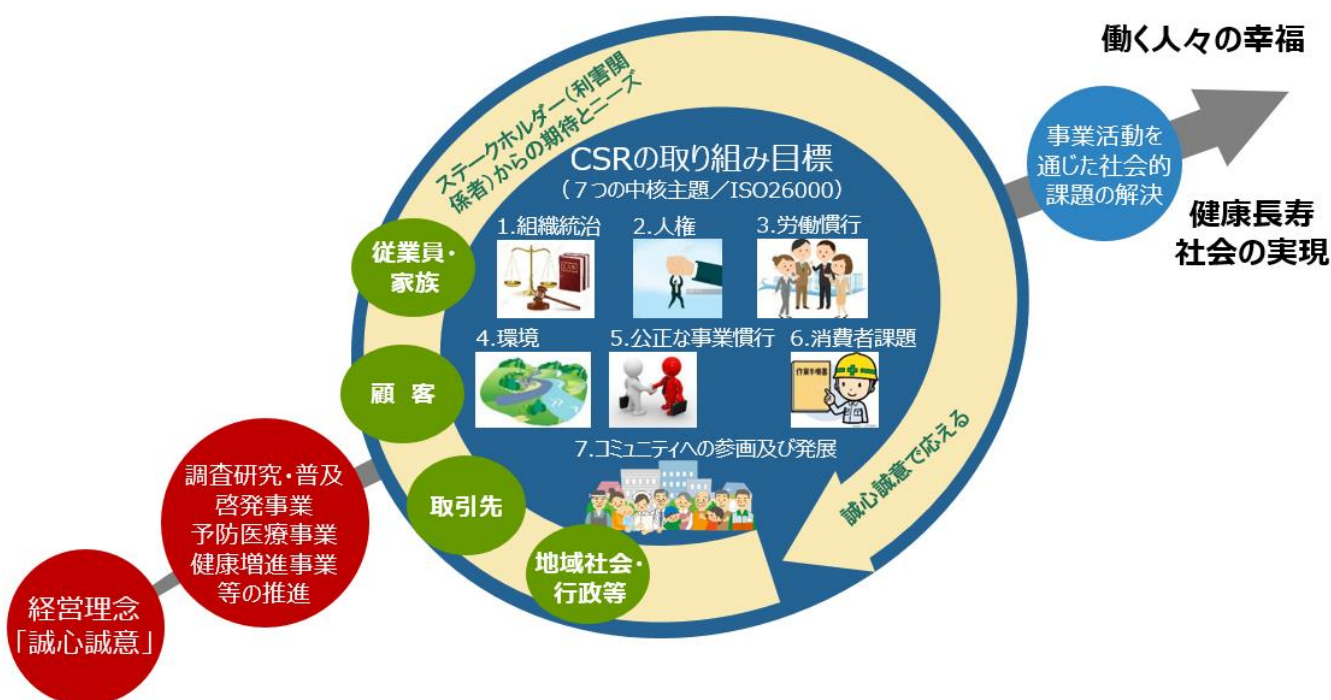 働く人々の幸福
事業活動を
通じた社会的
課題の解決
健康長寿
社会の実現
ステークホルダー（利害関
係者）からの期待とニーズ
CSRの取り組み目標
（７つの中核主題／ISO26000）
1.組織統治
2.人権
3.労働慣行
LAW
4.環境
5.公正な事業慣行
6.消費者課題
作業手順書
7.コミュニティへの参画及び発展
誠心誠意で応える
従業員・
家族
顧 客
取引先
地域社会・
行政等
調査研究・普及
啓発事業
予防医療事業
健康増進事業
等の推進
経営理念
「誠心誠意」